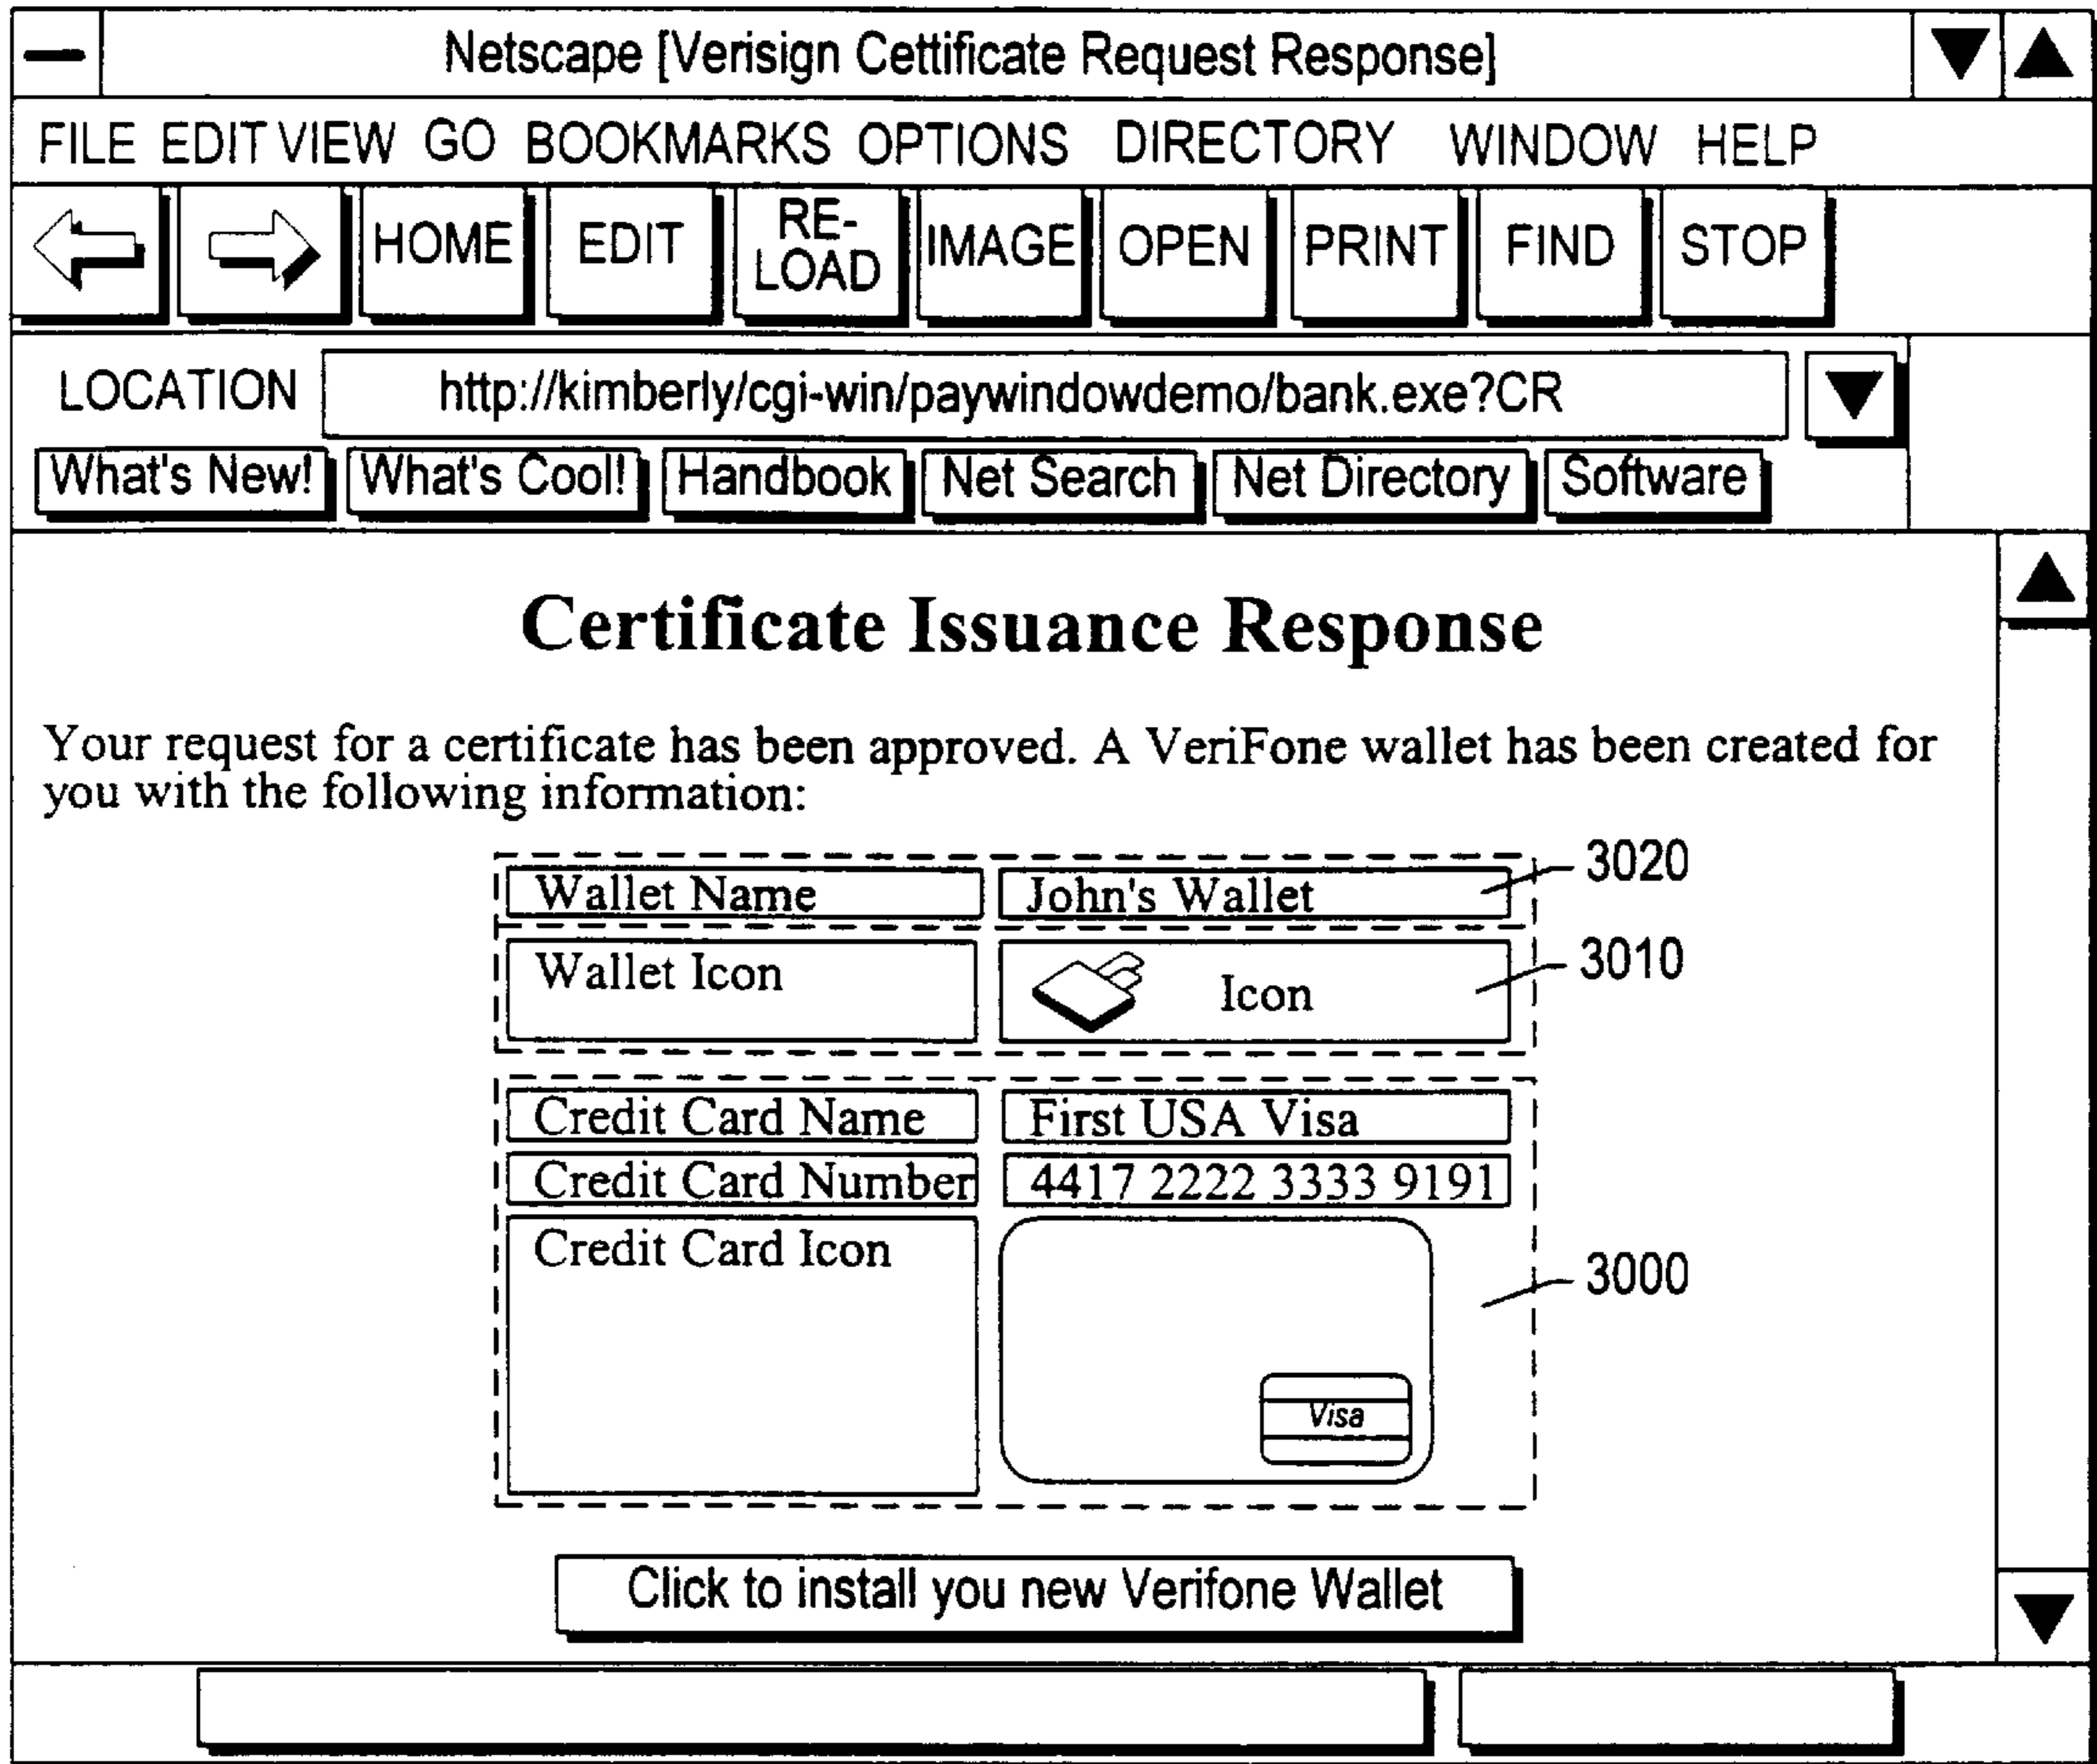 Netscape [Verisign Cettificate Request Response]
FILE EDIT VIEW GO BOOKMARKS OPTIONS DIRECTORY WINDOW HELP
HOME EDIT RE-LOAD IMAGE OPEN PRINT FIND STOP
LOCATION http://kimberly/cgi-win/paywindowdemo/bank.exe?CR
What's New! What's Cool! Handbook Net Search Net Directory Software
Certificate Issuance Response
Your request for a certificate has been approved. A VeriFone wallet has been created for
you with the following information:
Wallet Name John's Wallet 3020
Wallet Icon Icon 3010
Credit Card Name First USA Visa
Credit Card Number 4417 2222 3333 9191
Credit Card Icon 3000
Visa
Click to install you new Verifone Wallet